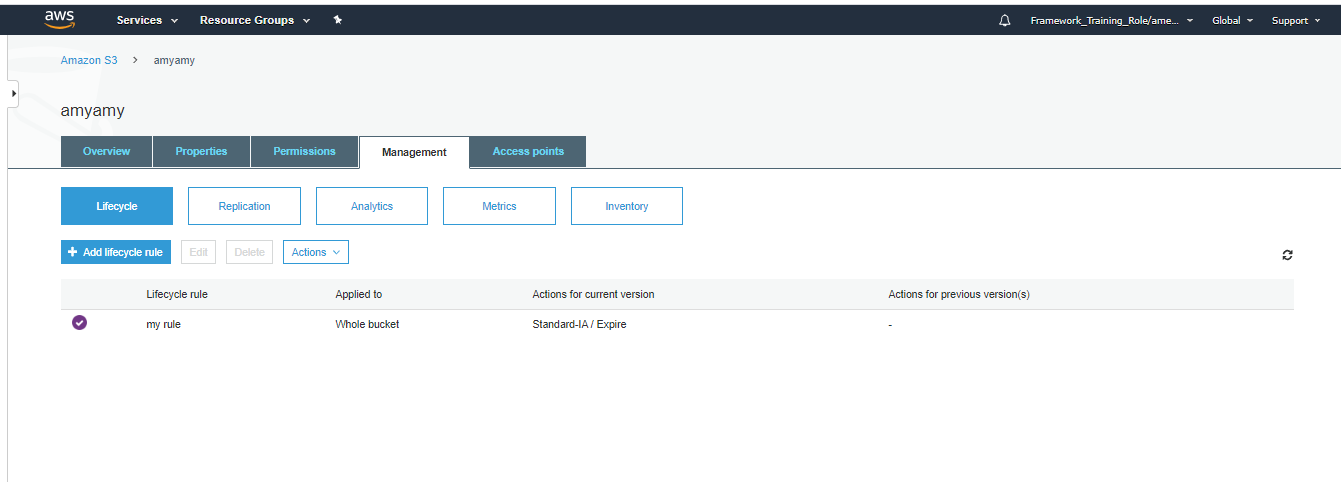 aws Services Resource Groups Framework_Training_Role/ame... Global Support
Amazon S3 > amyamy
amyamy
Overview Properties Permissions Management Access points
Lifecycle Replication Analytics Metrics Inventory
+ Add lifecycle rule Edit Delete Actions
Lifecycle rule Applied to Actions for current version Actions for previous version(s)
my rule Whole bucket Standard-IA / Expire -